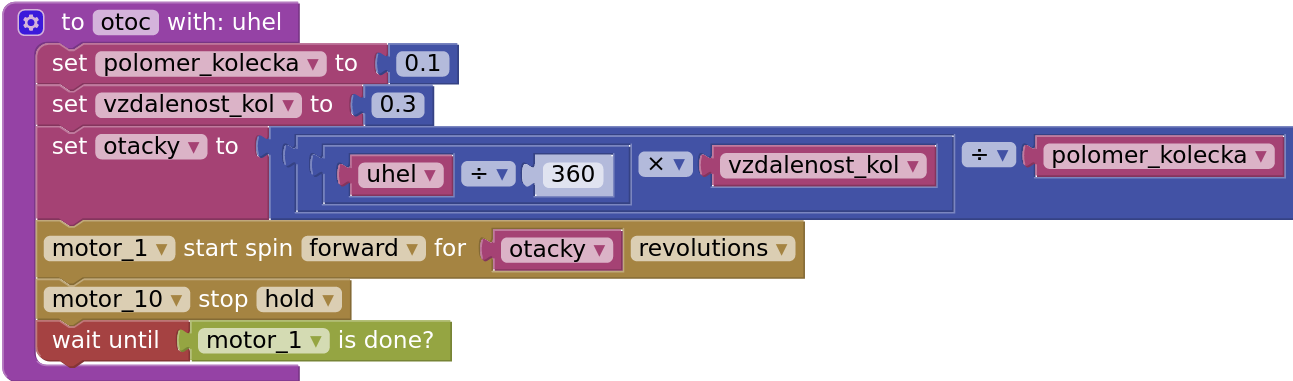 to otoc with: uhel
set polomer_kolecka ▾ to 0.1
set vzdalenost_kol ▾ to 0.3
set otacky ▾ to uhel ▾ ÷ ▾ 360 × ▾ vzdalenost_kol ▾ ÷ ▾ polomer_kolecka ▾
motor_1 ▾ start spin forward ▾ for otacky ▾ revolutions ▾
motor_10 ▾ stop hold ▾
wait until motor_1 ▾ is done?